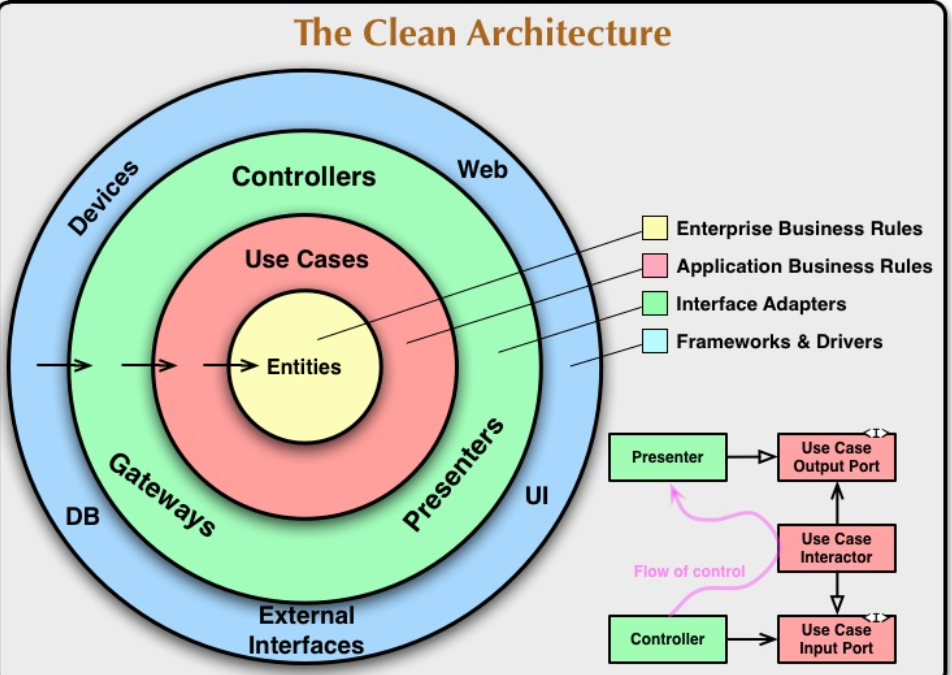 The Clean Architecture
Devices
Controllers
Web
Use Cases
Entities
Gateways
Presenters
DB
UI
External
Interfaces
Enterprise Business Rules
Application Business Rules
Interface Adapters
Frameworks & Drivers
Presenter
<I>
Use Case
Output Port
Use Case
Interactor
Flow of control
Controller
<I>
Use Case
Input Port